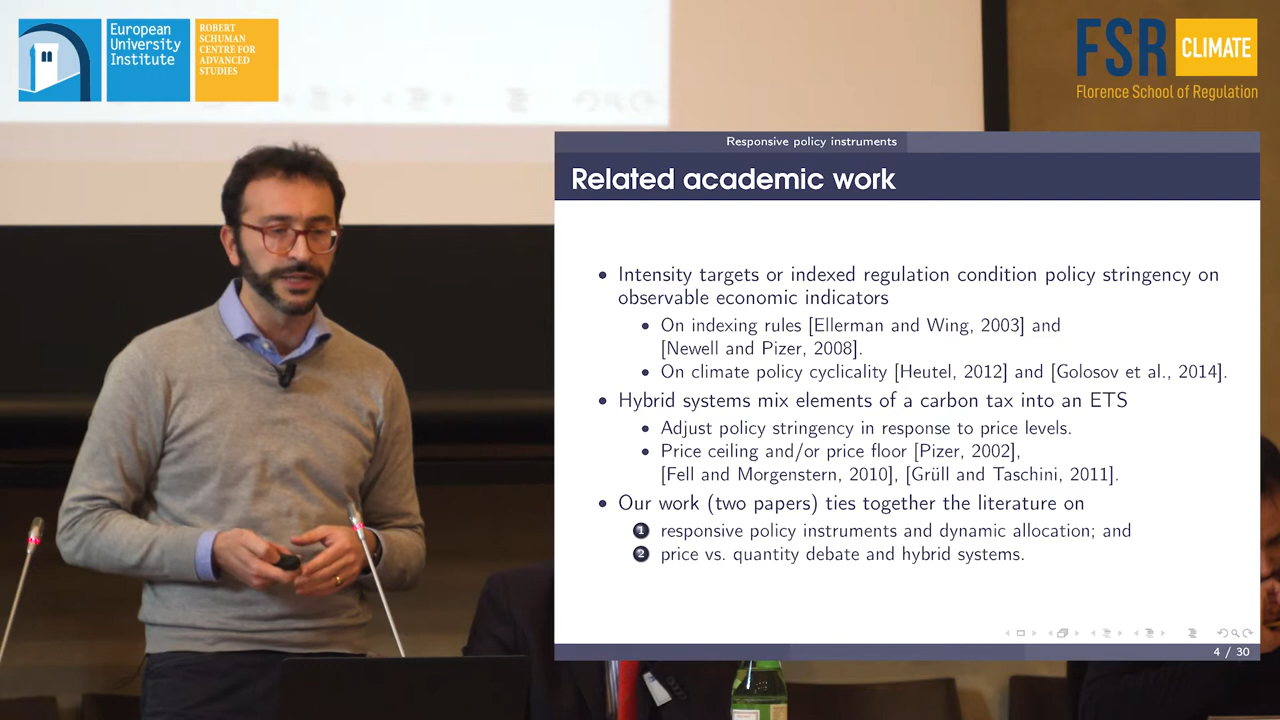 European
University
Institute
ROBERT
SCHUMAN
CENTRE FOR
ADVANCED
STUDIES
FSR CLIMATE
Florence School of Regulation
Responsive policy instruments
Related academic work
• Intensity targets or indexed regulation condition policy stringency on
observable economic indicators
• On indexing rules [Ellerman and Wing, 2003] and
[Newell and Pizer, 2008].
• On climate policy cyclicality [Heutel, 2012] and [Golosov et al., 2014].
• Hybrid systems mix elements of a carbon tax into an ETS
• Adjust policy stringency in response to price levels.
• Price ceiling and/or price floor [Pizer, 2002],
[Fell and Morgenstern, 2010], [Grüll and Taschini, 2011].
• Our work (two papers) ties together the literature on
1 responsive policy instruments and dynamic allocation; and
2 price vs. quantity debate and hybrid systems.
4 / 30